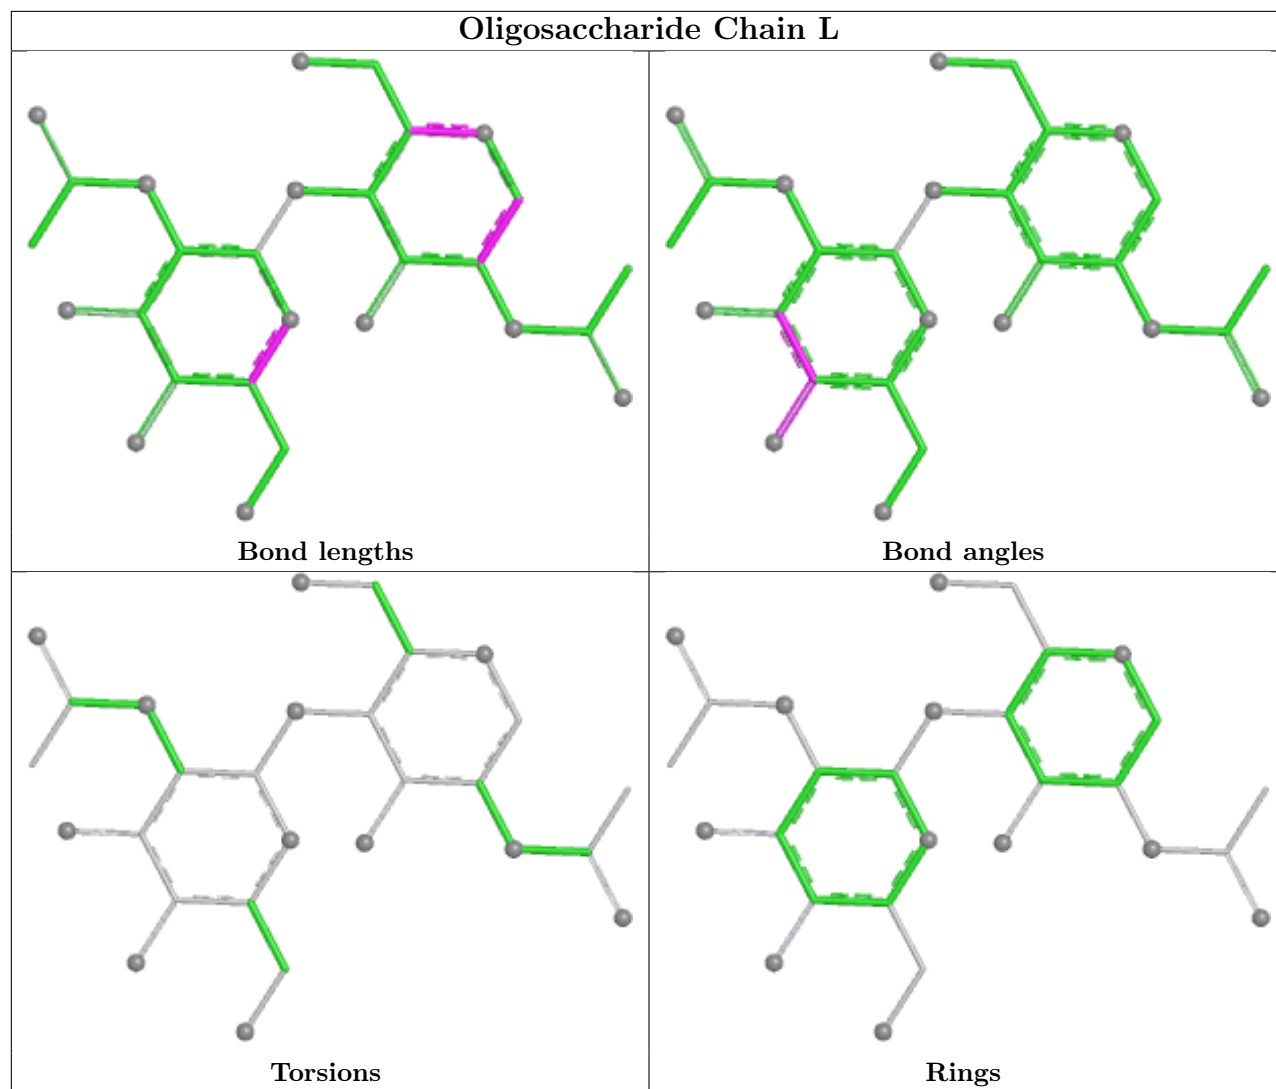 Oligosaccharide Chain L
Bond lengths
Bond angles
Torsions
Rings